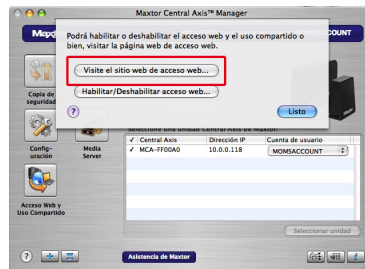 Maxtor Central Axis™ Manager
Podrá habilitar o deshabilitar el acceso web y el uso compartido o
bien, visitar la página web de acceso web.
Visite el sitio web de acceso web...
Habilitar/Deshabilitar acceso web...
?
Listo
COUNT
Copia de
seguridad
Seleccione una unidad Central Axis de Maxtor:
✓ Central Axis Dirección IP Cuenta de usuario
✓ MCA-FF00A0 10.0.0.118 MOMSACCOUNT
Config-
uración
Media
Server
Acceso Web y
Uso Compartido
Seleccionar unidad
? Asistencia de Maxtor